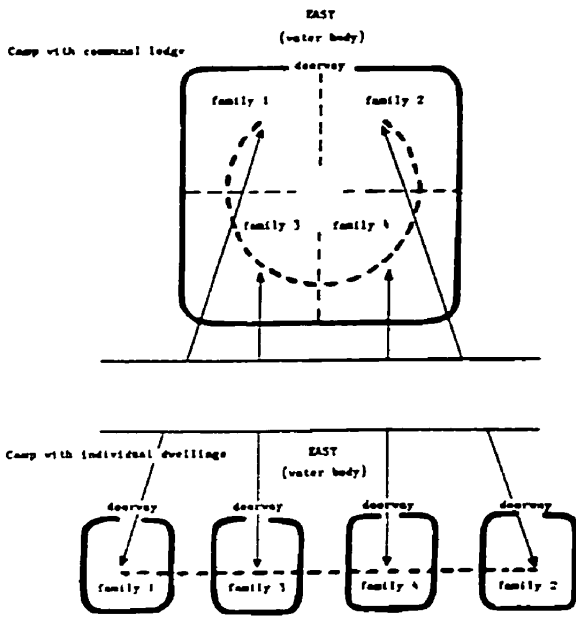 EAST
(water body)
Camp with communal lodge
doorway
family 1
family 2
family 3
family 4
Camp with individual dwellings
EAST
(water body)
doorway
doorway
doorway
doorway
family 1
family 3
family 4
family 2